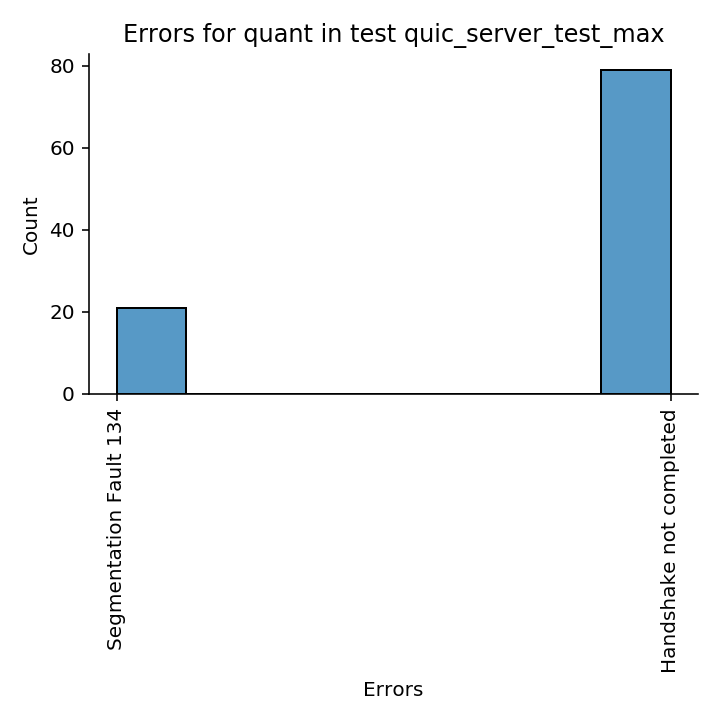 Errors for quant in test quic_server_test_max
80
60
40
20
0
Count
Segmentation Fault 134
Handshake not completed
Errors